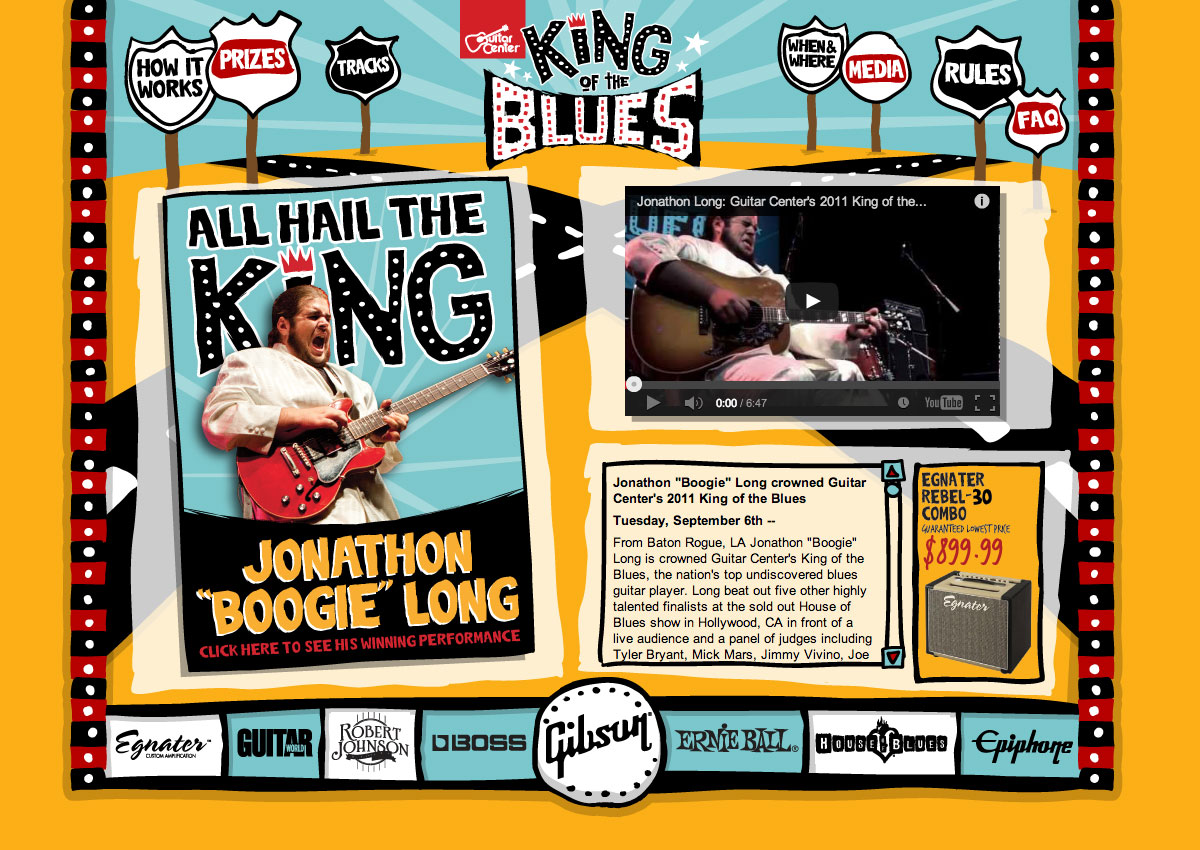 HOW IT
WORKS
PRIZES
TRACKS
Guitar
Center
KiNG
OF THE
BLUES
WHEN &
WHERE
MEDIA
RULES
FAQ
ALL HAIL THE
KiNG
JONATHON
"BOOGIE" LONG
CLICK HERE TO SEE HIS WINNING PERFORMANCE
Jonathon Long: Guitar Center's 2011 King of the...
0:00 / 6:47
YouTube
Jonathon "Boogie" Long crowned Guitar
Center's 2011 King of the Blues
Tuesday, September 6th --
From Baton Rogue, LA Jonathon "Boogie"
Long is crowned Guitar Center's King of the
Blues, the nation's top undiscovered blues
guitar player. Long beat out five other highly
talented finalists at the sold out House of
Blues show in Hollywood, CA in front of a
live audience and a panel of judges including
Tyler Bryant, Mick Mars, Jimmy Vivino, Joe
EGNATER
REBEL-30
COMBO
GUARANTEED LOWEST PRICE
$899.99
Egnater
Egnater™
CUSTOM AMPLIFICATION
GUITAR
WORLD
ROBERT
JOHNSON
BOSS
Gibson
ERNIE BALL®
HOUSE OF BLUES
Epiphone